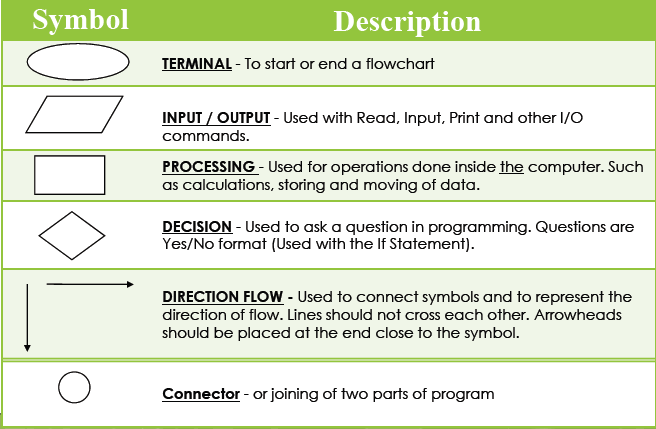 Symbol Description
TERMINAL - To start or end a flowchart
INPUT / OUTPUT - Used with Read, Input, Print and other I/O
commands.
PROCESSING - Used for operations done inside the computer. Such
as calculations, storing and moving of data.
DECISION - Used to ask a question in programming. Questions are
Yes/No format (Used with the If Statement).
DIRECTION FLOW - Used to connect symbols and to represent the
direction of flow. Lines should not cross each other. Arrowheads
should be placed at the end close to the symbol.
Connector - or joining of two parts of program